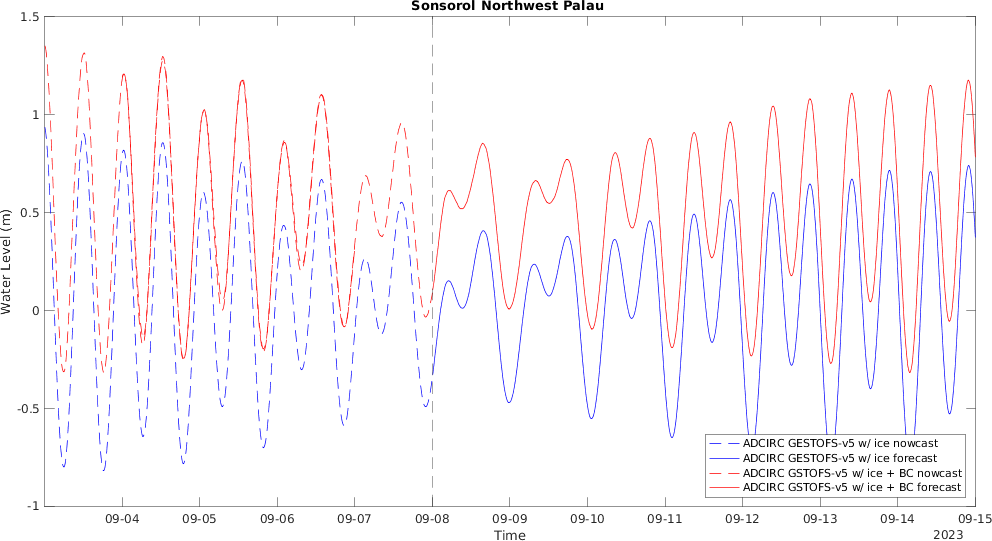 Sonsorol Northwest Palau
1.5
1
0.5
0
-0.5
-1
Water Level (m)
ADCIRC GESTOFS-v5 w/ ice nowcast
ADCIRC GESTOFS-v5 w/ ice forecast
ADCIRC GSTOFS-v5 w/ ice + BC nowcast
ADCIRC GSTOFS-v5 w/ ice + BC forecast
09-04 09-05 09-06 09-07 09-08 09-09 09-10 09-11 09-12 09-13 09-14 09-15
Time
2023